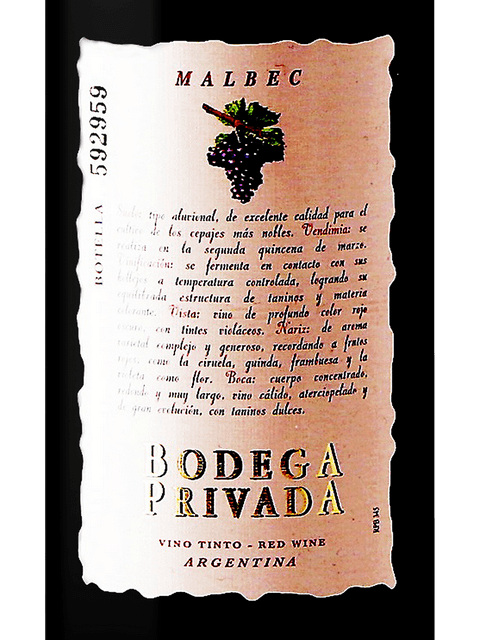 MALBEC
BOTELLA 592959
tipo aluvional, de excelente calidad para el
cultivo de los cepajes más nobles. Vendimia: se
realiza en la segunda quincena de marzo.
Vinificación: se fermenta en contacto con sus
hollejos a temperatura controlada, logrando su
equilibrada estructura de taninos y materia
colorante. Vista: vino de profundo color rojo
oscuro, con tintes violáceos. Nariz: de aroma
varietal complejo y generoso, recordando a frutos
rojos, como la ciruela, guinda, frambuesa y la
violeta como flor. Boca: cuerpo concentrado,
redondo y muy largo, vino cálido, aterciopelado y
de gran evolución, con taninos dulces.
BODEGA
PRIVADA
RPB 345
VINO TINTO - RED WINE
ARGENTINA